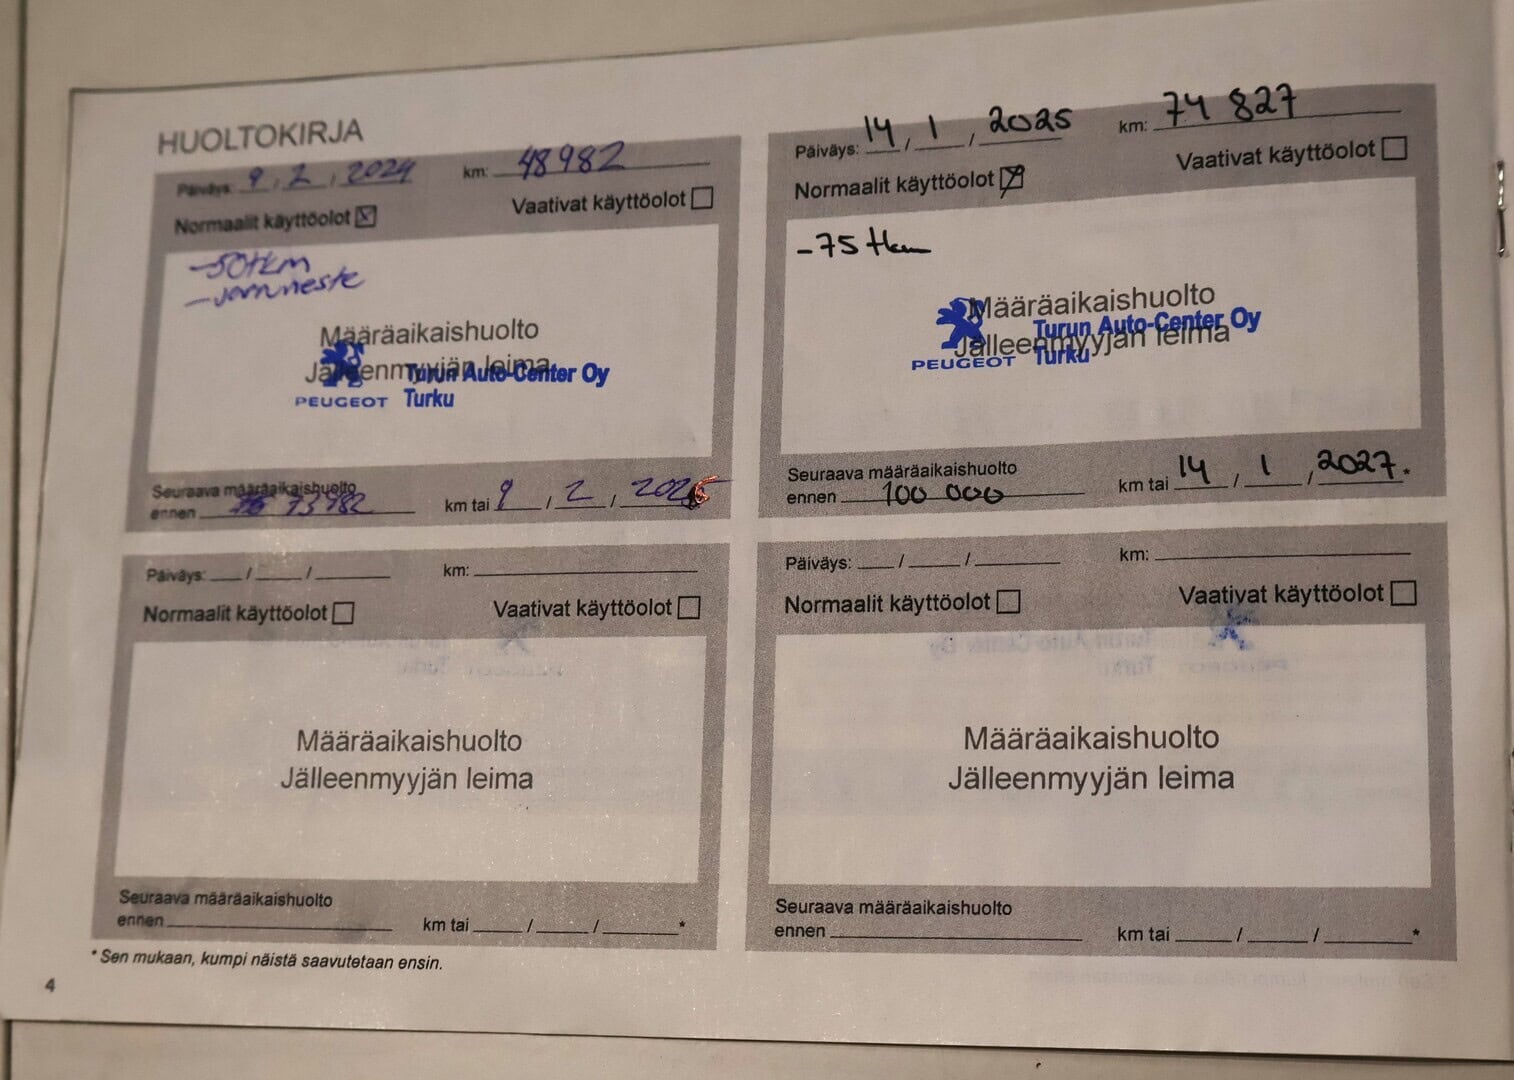 HUOLTOKIRJA
Päiväys: 9 / 2 / 2024 km: 48982
Normaalit käyttöolot x Vaativat käyttöolot
-50tkm
-jarruneste
Määräaikaishuolto
Jälleenmyyjän leima
Turun Auto-Center Oy
PEUGEOT Turku
Seuraava määräaikaishuolto
ennen 73982 km tai 9 / 2 / 2026
Päiväys: 14 / 1 / 2025 km: 74 827
Normaalit käyttöolot x Vaativat käyttöolot
-75 tkm
Määräaikaishuolto
Turun Auto-Center Oy
Jälleenmyyjän leima
PEUGEOT Turku
Seuraava määräaikaishuolto
ennen 100 000 km tai 14 / 1 / 2027 *
Päiväys: / / km:
Normaalit käyttöolot Vaativat käyttöolot
Määräaikaishuolto
Jälleenmyyjän leima
Seuraava määräaikaishuolto
ennen km tai / / *
Päiväys: / / km:
Normaalit käyttöolot Vaativat käyttöolot
Määräaikaishuolto
Jälleenmyyjän leima
Seuraava määräaikaishuolto
ennen km tai / / *
* Sen mukaan, kumpi näistä saavutetaan ensin.
4